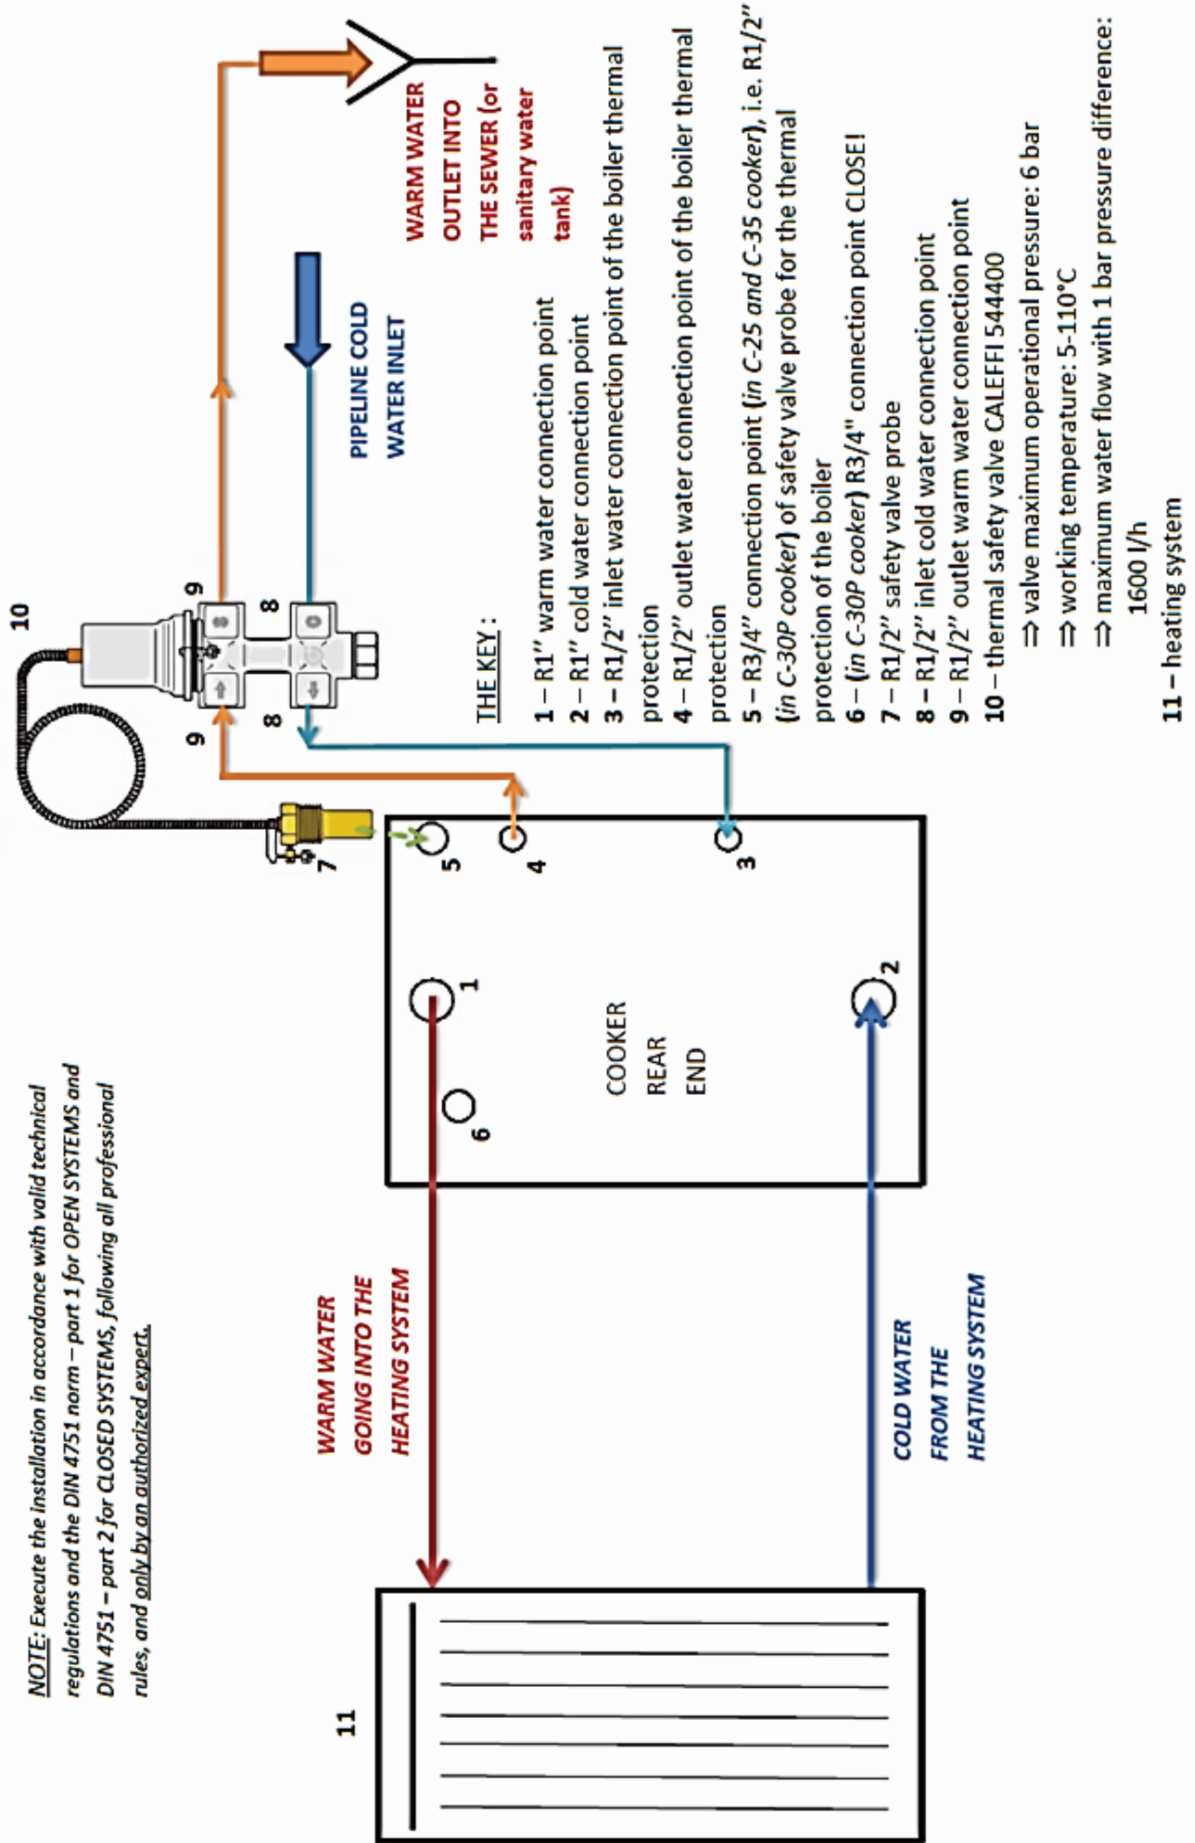 NOTE: Execute the installation in accordance with valid technical
regulations and the DIN 4751 norm – part 1 for OPEN SYSTEMS and
DIN 4751 – part 2 for CLOSED SYSTEMS, following all professional
rules, and only by an authorized expert.
11
WARM WATER
GOING INTO THE
HEATING SYSTEM
COLD WATER
FROM THE
HEATING SYSTEM
6
1
2
COOKER
REAR
END
5
4
3
7
10
9
9
8
8
PIPELINE COLD
WATER INLET
WARM WATER
OUTLET INTO
THE SEWER (or
sanitary water
tank)
THE KEY :
1 – R1″ warm water connection point
2 – R1″ cold water connection point
3 – R1/2″ inlet water connection point of the boiler thermal
protection
4 – R1/2″ outlet water connection point of the boiler thermal
protection
5 – R3/4″ connection point (in C-25 and C-35 cooker), i.e. R1/2″
(in C-30P cooker) of safety valve probe for the thermal
protection of the boiler
6 – (in C-30P cooker) R3/4" connection point CLOSE!
7 – R1/2″ safety valve probe
8 – R1/2″ inlet cold water connection point
9 – R1/2″ outlet warm water connection point
10 – thermal safety valve CALEFFI 544400
⇒ valve maximum operational pressure: 6 bar
⇒ working temperature: 5-110°C
⇒ maximum water flow with 1 bar pressure difference:
1600 l/h
11 – heating system